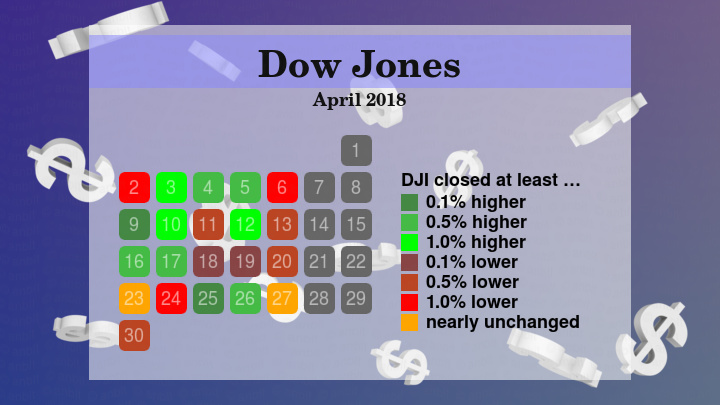 Dow Jones
April 2018
1
2 3 4 5 6 7 8
9 10 11 12 13 14 15
16 17 18 19 20 21 22
23 24 25 26 27 28 29
30
DJI closed at least …
0.1% higher
0.5% higher
1.0% higher
0.1% lower
0.5% lower
1.0% lower
nearly unchanged